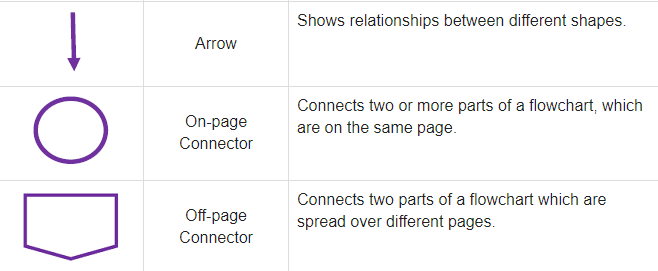 Arrow
Shows relationships between different shapes.
On-page
Connector
Connects two or more parts of a flowchart, which
are on the same page.
Off-page
Connector
Connects two parts of a flowchart which are
spread over different pages.